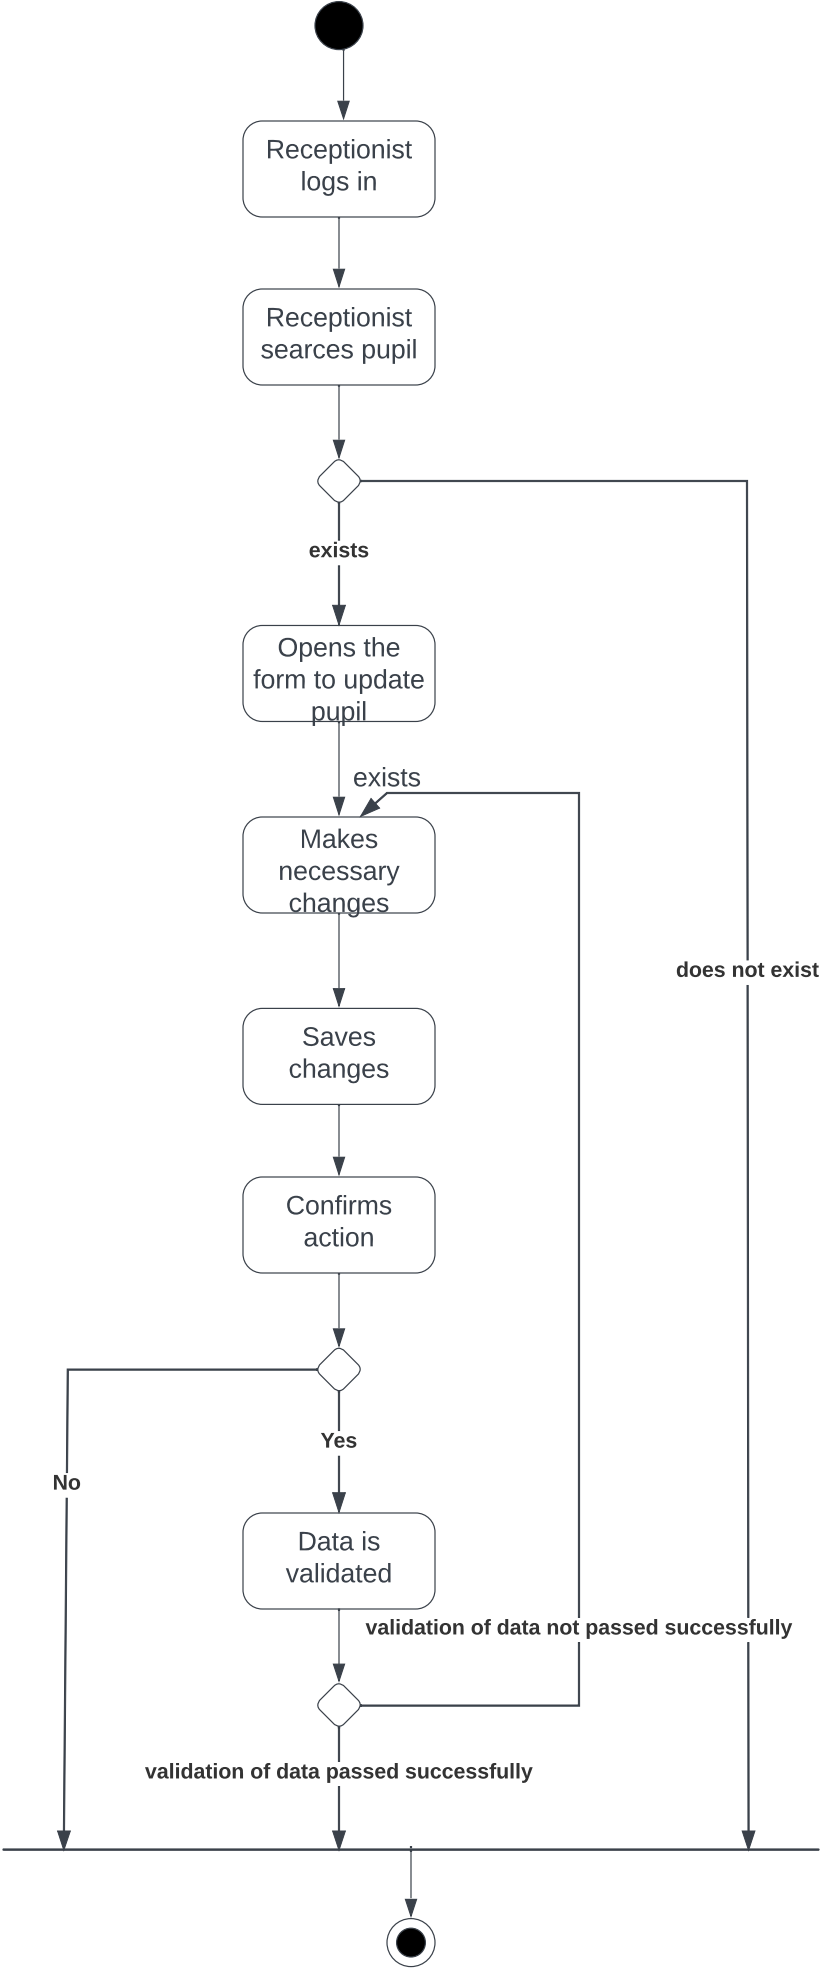 Receptionist
logs in
Receptionist
searces pupil
exists
Opens the
form to update
pupil
exists
Makes
necessary
changes
does not exist
Saves
changes
Confirms
action
Yes
No
Data is
validated
validation of data not passed successfully
validation of data passed successfully